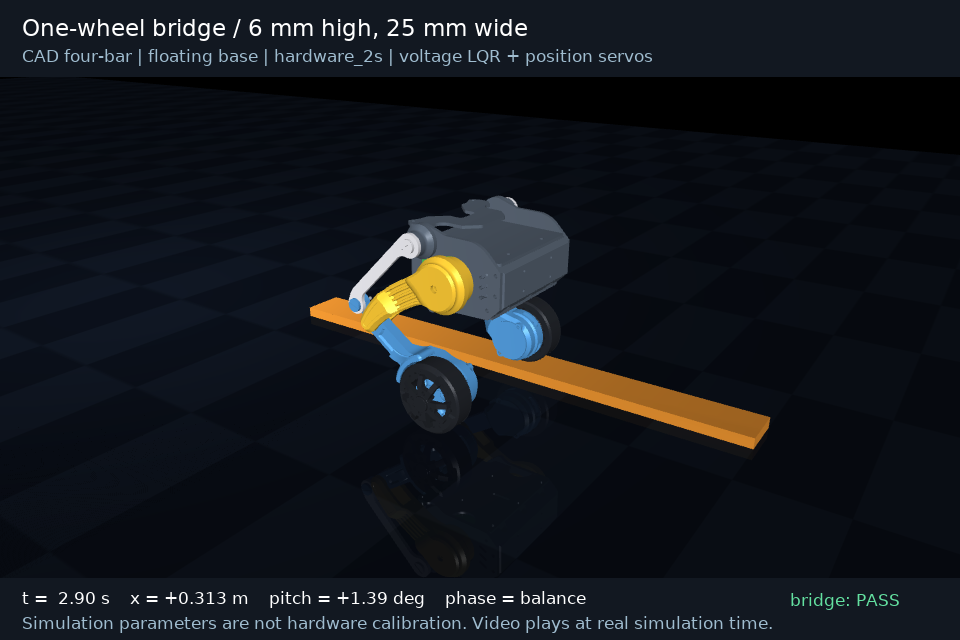 One-wheel bridge / 6 mm high, 25 mm wide
CAD four-bar | floating base | hardware_2s | voltage LQR + position servos
t = 2.90 s x = +0.313 m pitch = +1.39 deg phase = balance
bridge: PASS
Simulation parameters are not hardware calibration. Video plays at real simulation time.